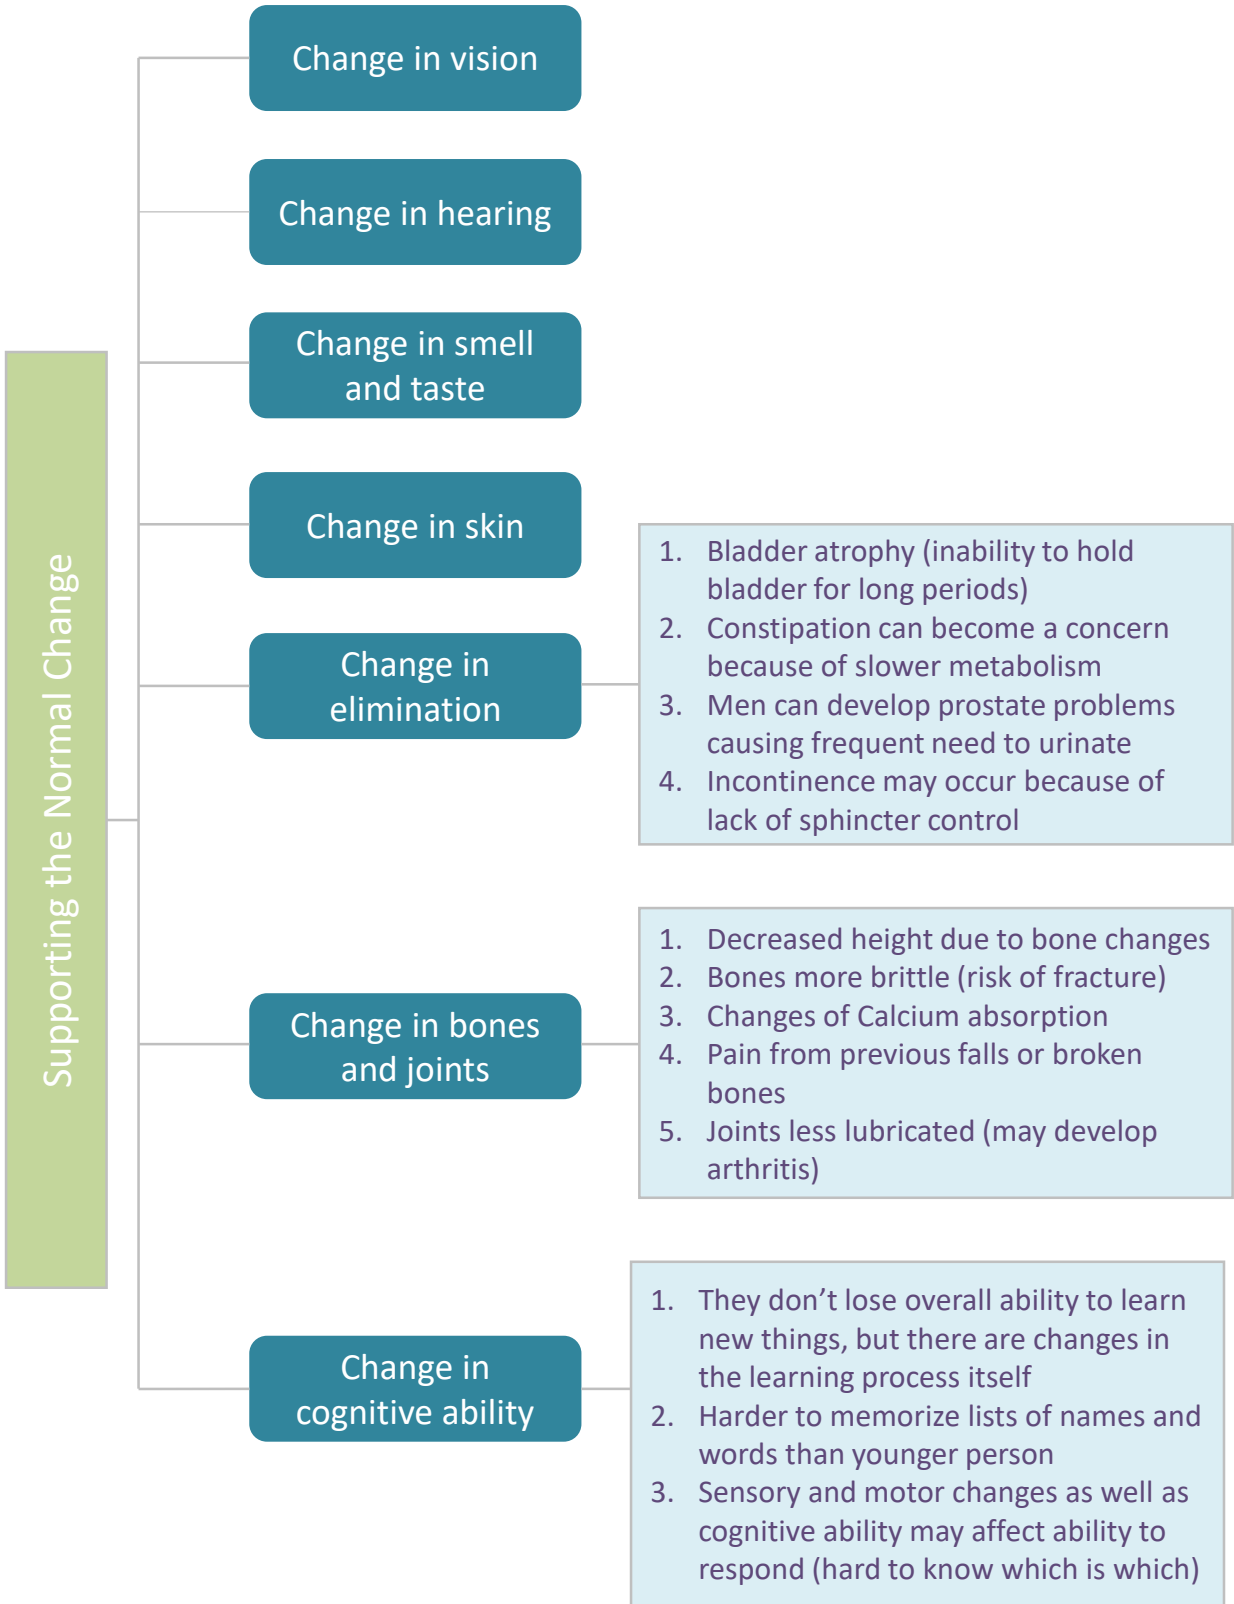 Supporting the Normal Change
Change in vision
Change in hearing
Change in smell
and taste
Change in skin
Change in
elimination
1. Bladder atrophy (inability to hold
bladder for long periods)
2. Constipation can become a concern
because of slower metabolism
3. Men can develop prostate problems
causing frequent need to urinate
4. Incontinence may occur because of
lack of sphincter control
Change in bones
and joints
1. Decreased height due to bone changes
2. Bones more brittle (risk of fracture)
3. Changes of Calcium absorption
4. Pain from previous falls or broken
bones
5. Joints less lubricated (may develop
arthritis)
Change in
cognitive ability
1. They don’t lose overall ability to learn
new things, but there are changes in
the learning process itself
2. Harder to memorize lists of names and
words than younger person
3. Sensory and motor changes as well as
cognitive ability may affect ability to
respond (hard to know which is which)